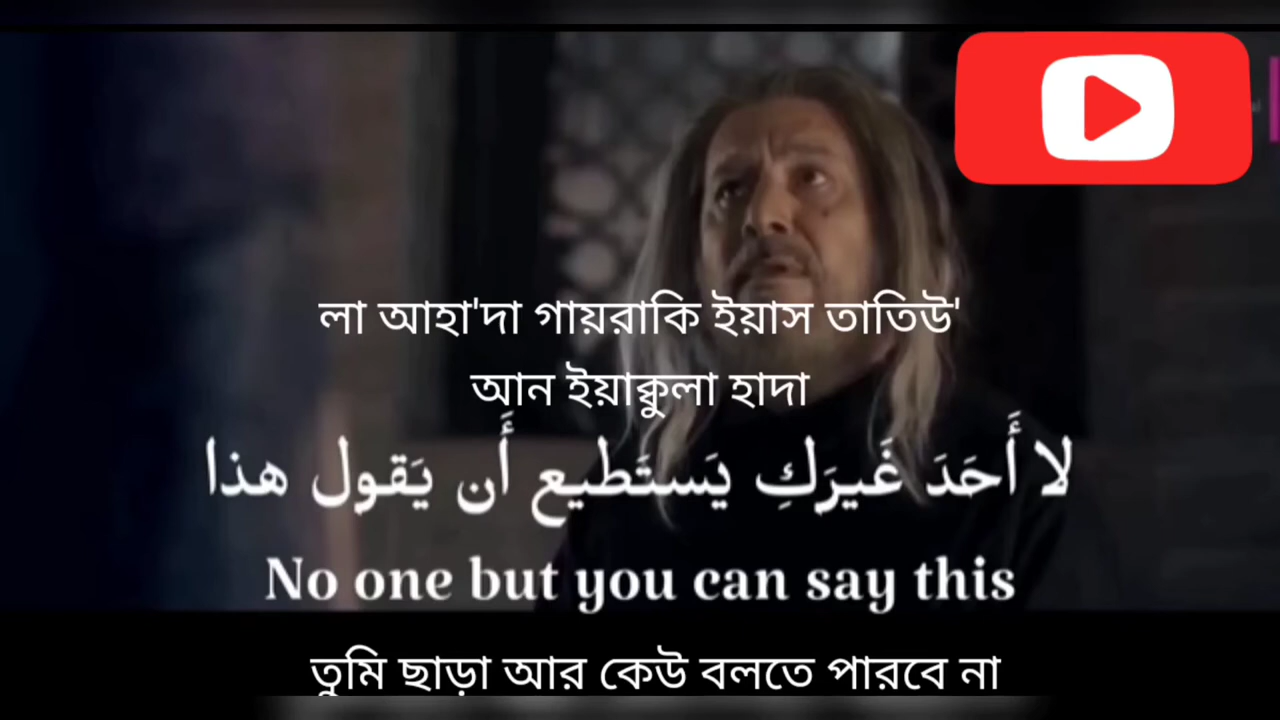 লা আহা'দা গায়রাকি ইয়াস তাতিউ'
আন ইয়াক্বুলা হাদা
لا أَحَدَ غَيرَكِ يَستَطيع أَن يَقول هذا
No one but you can say this
তুমি ছাড়া আর কেউ বলতে পারবে না